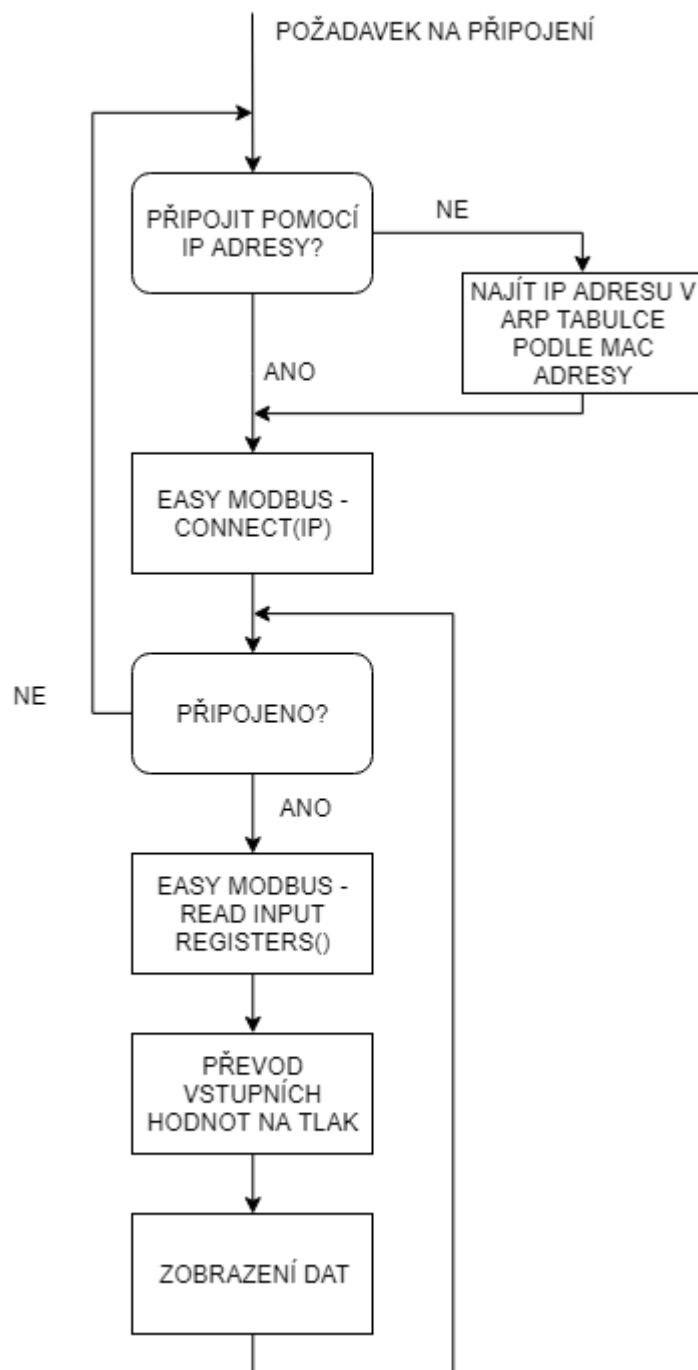 POŽADAVEK NA PŘIPOJENÍ
PŘIPOJIT POMOCÍ
IP ADRESY?
NE
NAJÍT IP ADRESU V
ARP TABULCE
PODLE MAC
ADRESY
ANO
EASY MODBUS -
CONNECT(IP)
NE
PŘIPOJENO?
ANO
EASY MODBUS -
READ INPUT
REGISTERS()
PŘEVOD
VSTUPNÍCH
HODNOT NA TLAK
ZOBRAZENÍ DAT